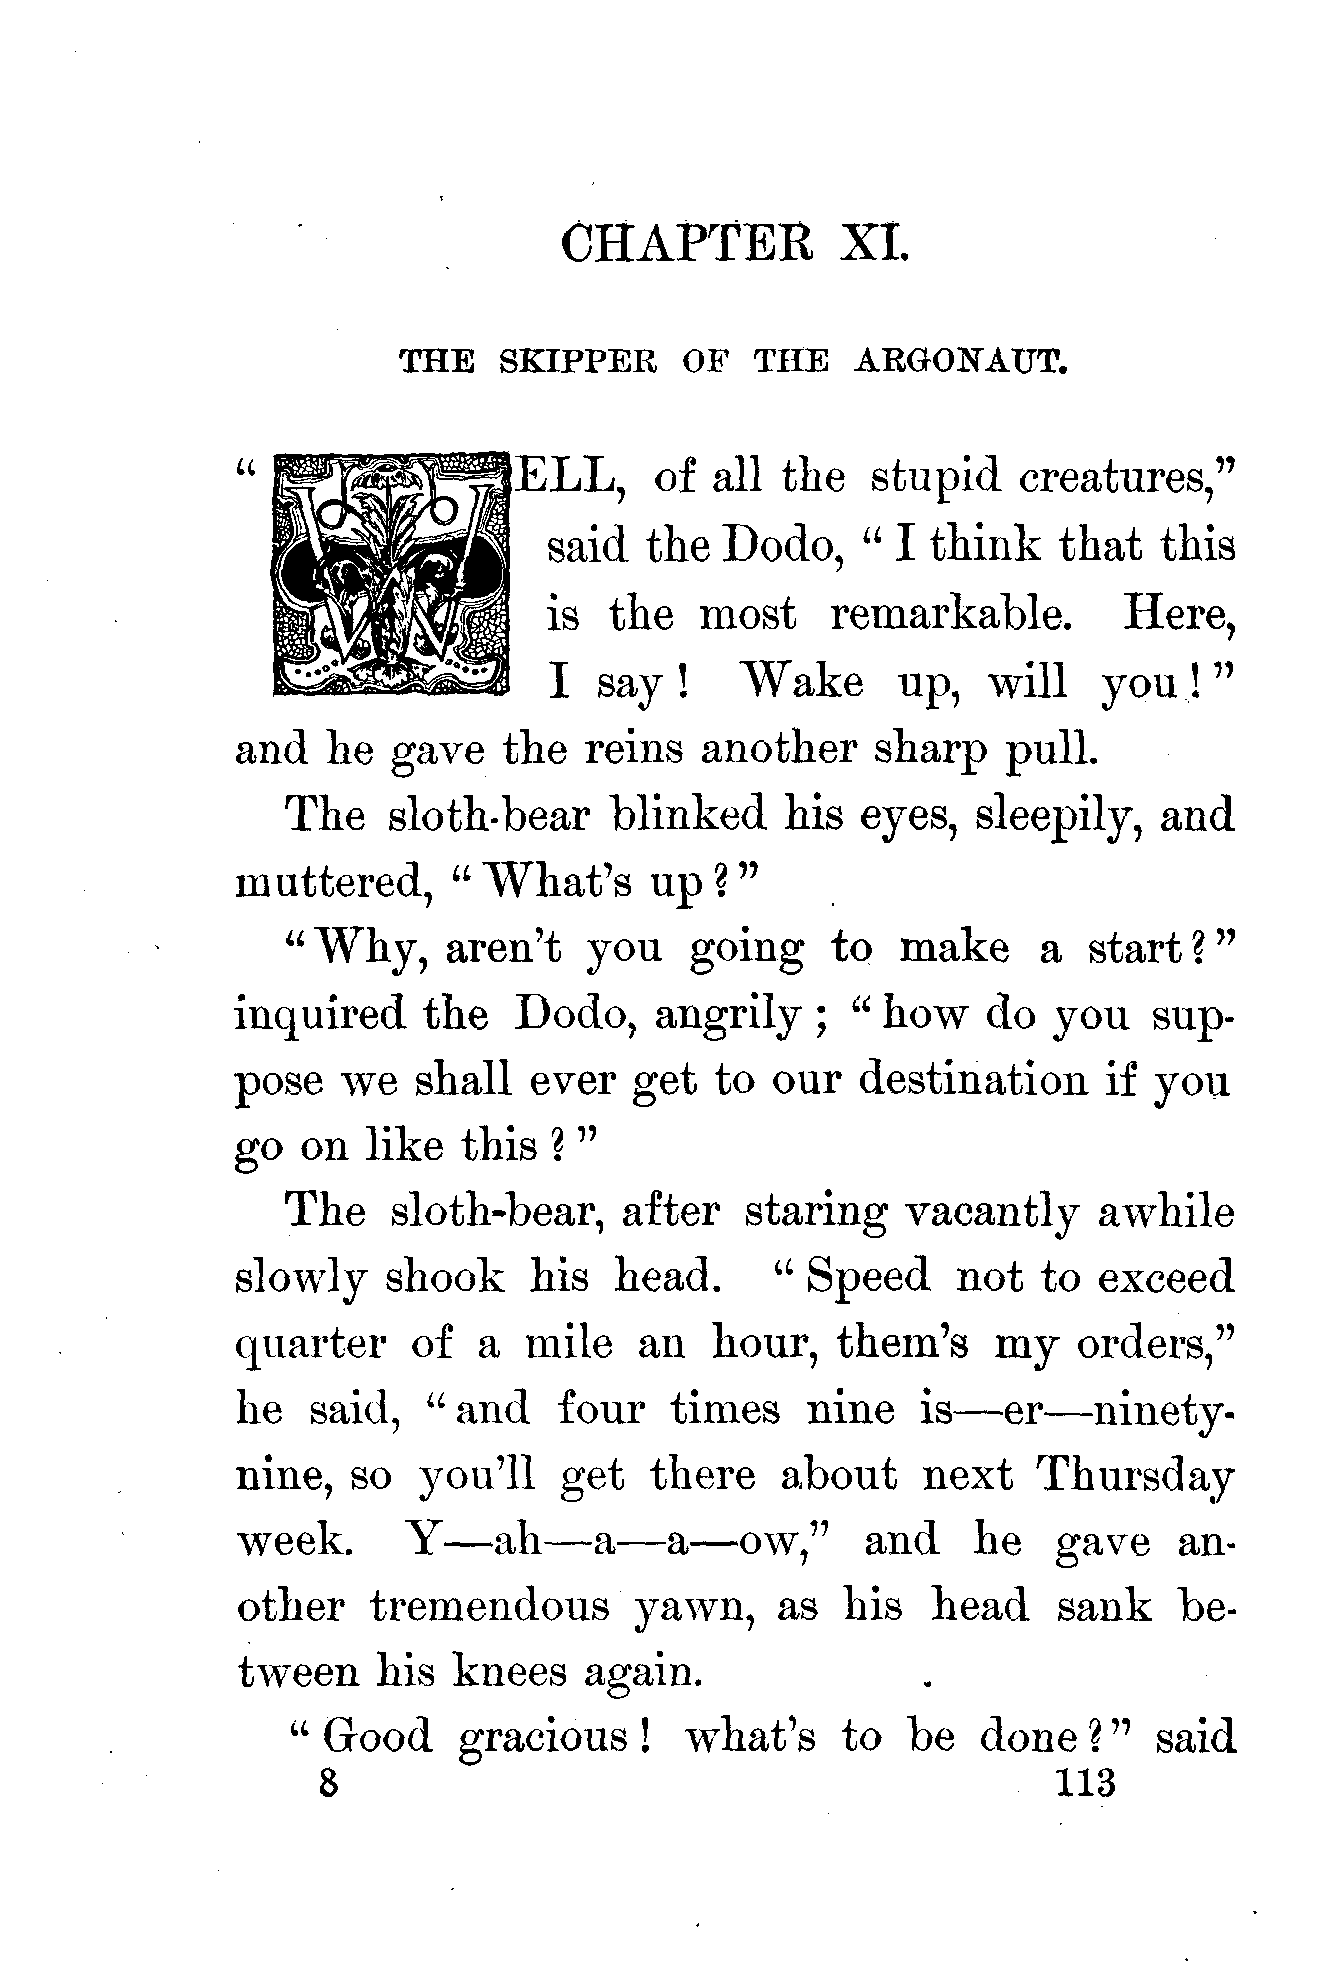 CHAPTER XI.
THE SKIPPER OF THE ARGONAUT.
“WELL, of all the stupid creatures,”
said the Dodo, “I think that this
is the most remarkable. Here,
I say! Wake up, will you!”
and he gave the reins another sharp pull.
The sloth-bear blinked his eyes, sleepily, and
muttered, “What’s up?”
“Why, aren’t you going to make a start?”
inquired the Dodo, angrily; “how do you sup-
pose we shall ever get to our destination if you
go on like this?”
The sloth-bear, after staring vacantly awhile
slowly shook his head. “Speed not to exceed
quarter of a mile an hour, them’s my orders,”
he said, “and four times nine is—er—ninety-
nine, so you’ll get there about next Thursday
week. Y—ah—a—a—ow,” and he gave an-
other tremendous yawn, as his head sank be-
tween his knees again.
“Good gracious! what’s to be done?” said
8 113